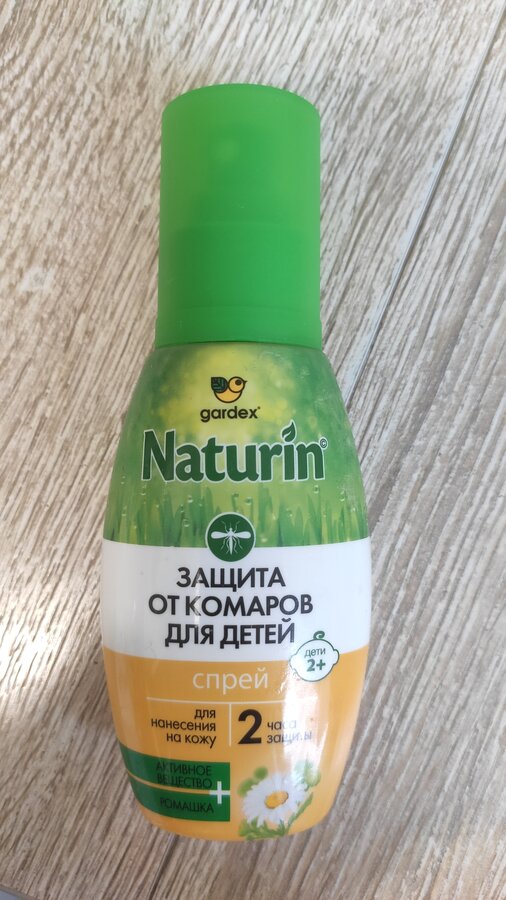 gardex®
Naturin©
ЗАЩИТА
ОТ КОМАРОВ
ДЛЯ ДЕТЕЙ
дети
2+
спрей
для
нанесения
на кожу
2 часа
защиты
АКТИВНОЕ
ВЕЩЕСТВО
+
РОМАШКА